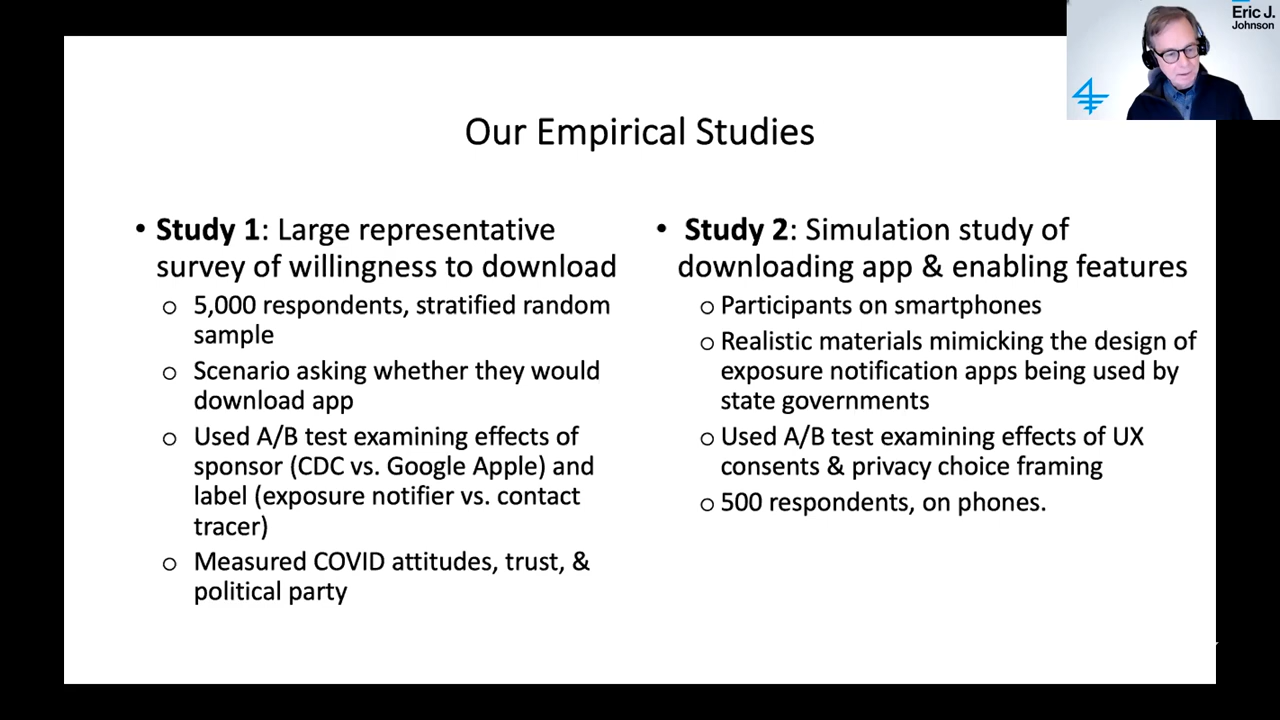 Eric J.
Johnson
Our Empirical Studies
• Study 1: Large representative
survey of willingness to download
o 5,000 respondents, stratified random
sample
o Scenario asking whether they would
download app
o Used A/B test examining effects of
sponsor (CDC vs. Google Apple) and
label (exposure notifier vs. contact
tracer)
o Measured COVID attitudes, trust, &
political party
• Study 2: Simulation study of
downloading app & enabling features
o Participants on smartphones
o Realistic materials mimicking the design of
exposure notification apps being used by
state governments
o Used A/B test examining effects of UX
consents & privacy choice framing
o 500 respondents, on phones.